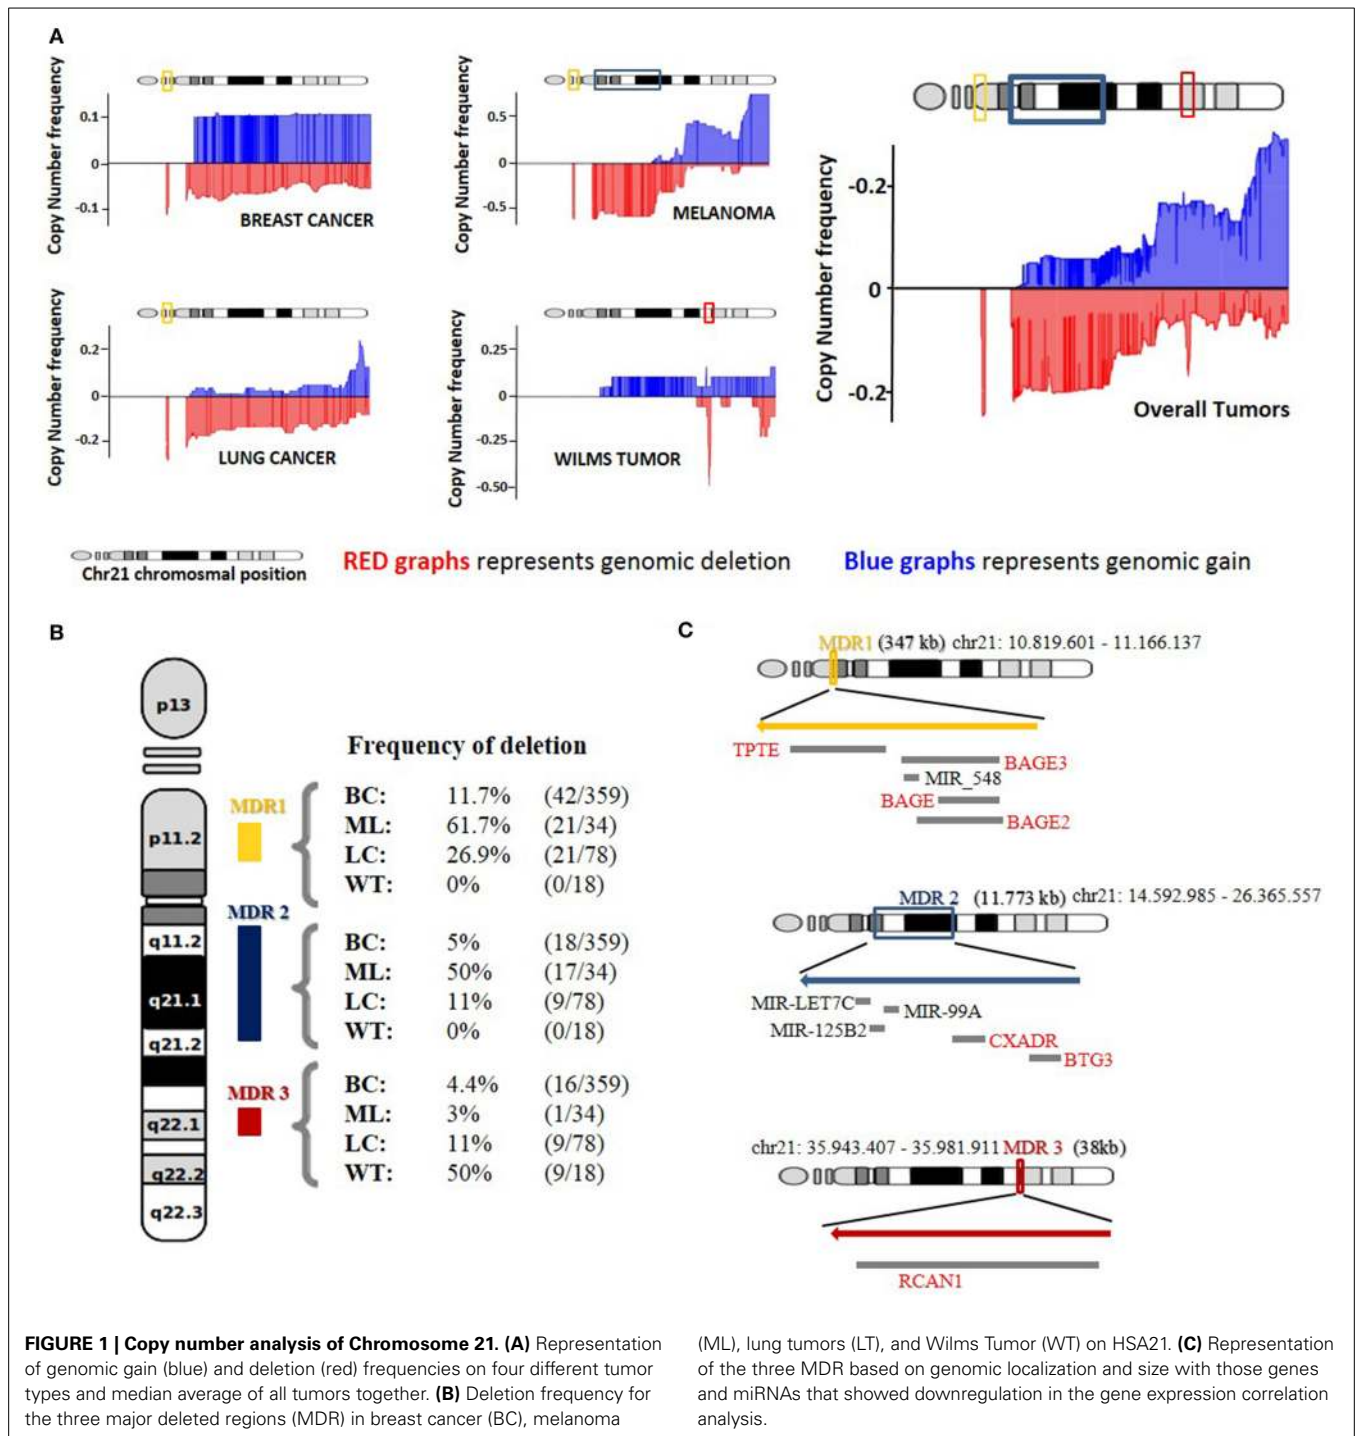 A
Copy Number frequency
0.1
0
-0.1
BREAST CANCER
Copy Number frequency
0.5
0
-0.5
MELANOMA
Copy Number frequency
-0.2
0
-0.2
Overall Tumors
Copy Number frequency
0.2
0
-0.2
LUNG CANCER
Copy Number frequency
0.25
0
-0.25
-0.50
WILMS TUMOR
Chr21 chromosmal position
RED graphs represents genomic deletion
Blue graphs represents genomic gain
B
p13
p11.2
q11.2
q21.1
q21.2
q22.1
q22.2
q22.3
Frequency of deletion
MDR1
BC: 11.7% (42/359)
ML: 61.7% (21/34)
LC: 26.9% (21/78)
WT: 0% (0/18)
MDR 2
BC: 5% (18/359)
ML: 50% (17/34)
LC: 11% (9/78)
WT: 0% (0/18)
MDR 3
BC: 4.4% (16/359)
ML: 3% (1/34)
LC: 11% (9/78)
WT: 50% (9/18)
C
MDR1 (347 kb) chr21: 10.819.601 - 11.166.137
TPTE
BAGE3
MIR_548
BAGE
BAGE2
MDR 2 (11.773 kb) chr21: 14.592.985 - 26.365.557
MIR-LET7C
MIR-99A
MIR-125B2
CXADR
BTG3
chr21: 35.943.407 - 35.981.911 MDR 3 (38kb)
RCAN1
FIGURE 1 | Copy number analysis of Chromosome 21. (A) Representation
of genomic gain (blue) and deletion (red) frequencies on four different tumor
types and median average of all tumors together. (B) Deletion frequency for
the three major deleted regions (MDR) in breast cancer (BC), melanoma
(ML), lung tumors (LT), and Wilms Tumor (WT) on HSA21. (C) Representation
of the three MDR based on genomic localization and size with those genes
and miRNAs that showed downregulation in the gene expression correlation
analysis.